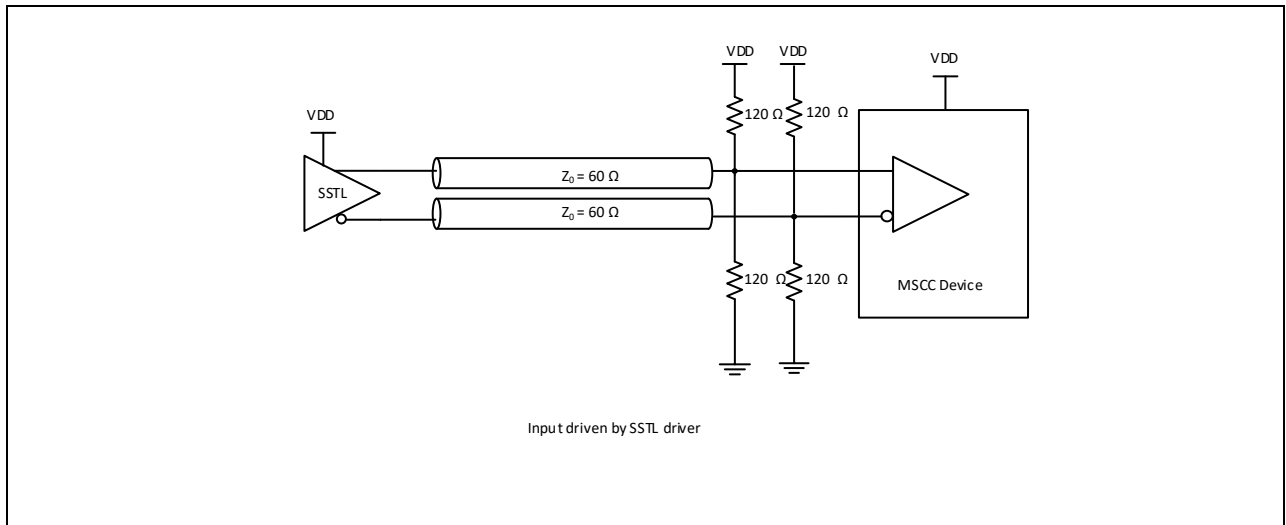 VDD VDD
VDD
120 Ω 120 Ω
VDD
SSTL
Z₀ = 60 Ω
Z₀ = 60 Ω
120 Ω 120 Ω
MSCC Device
Input driven by SSTL driver